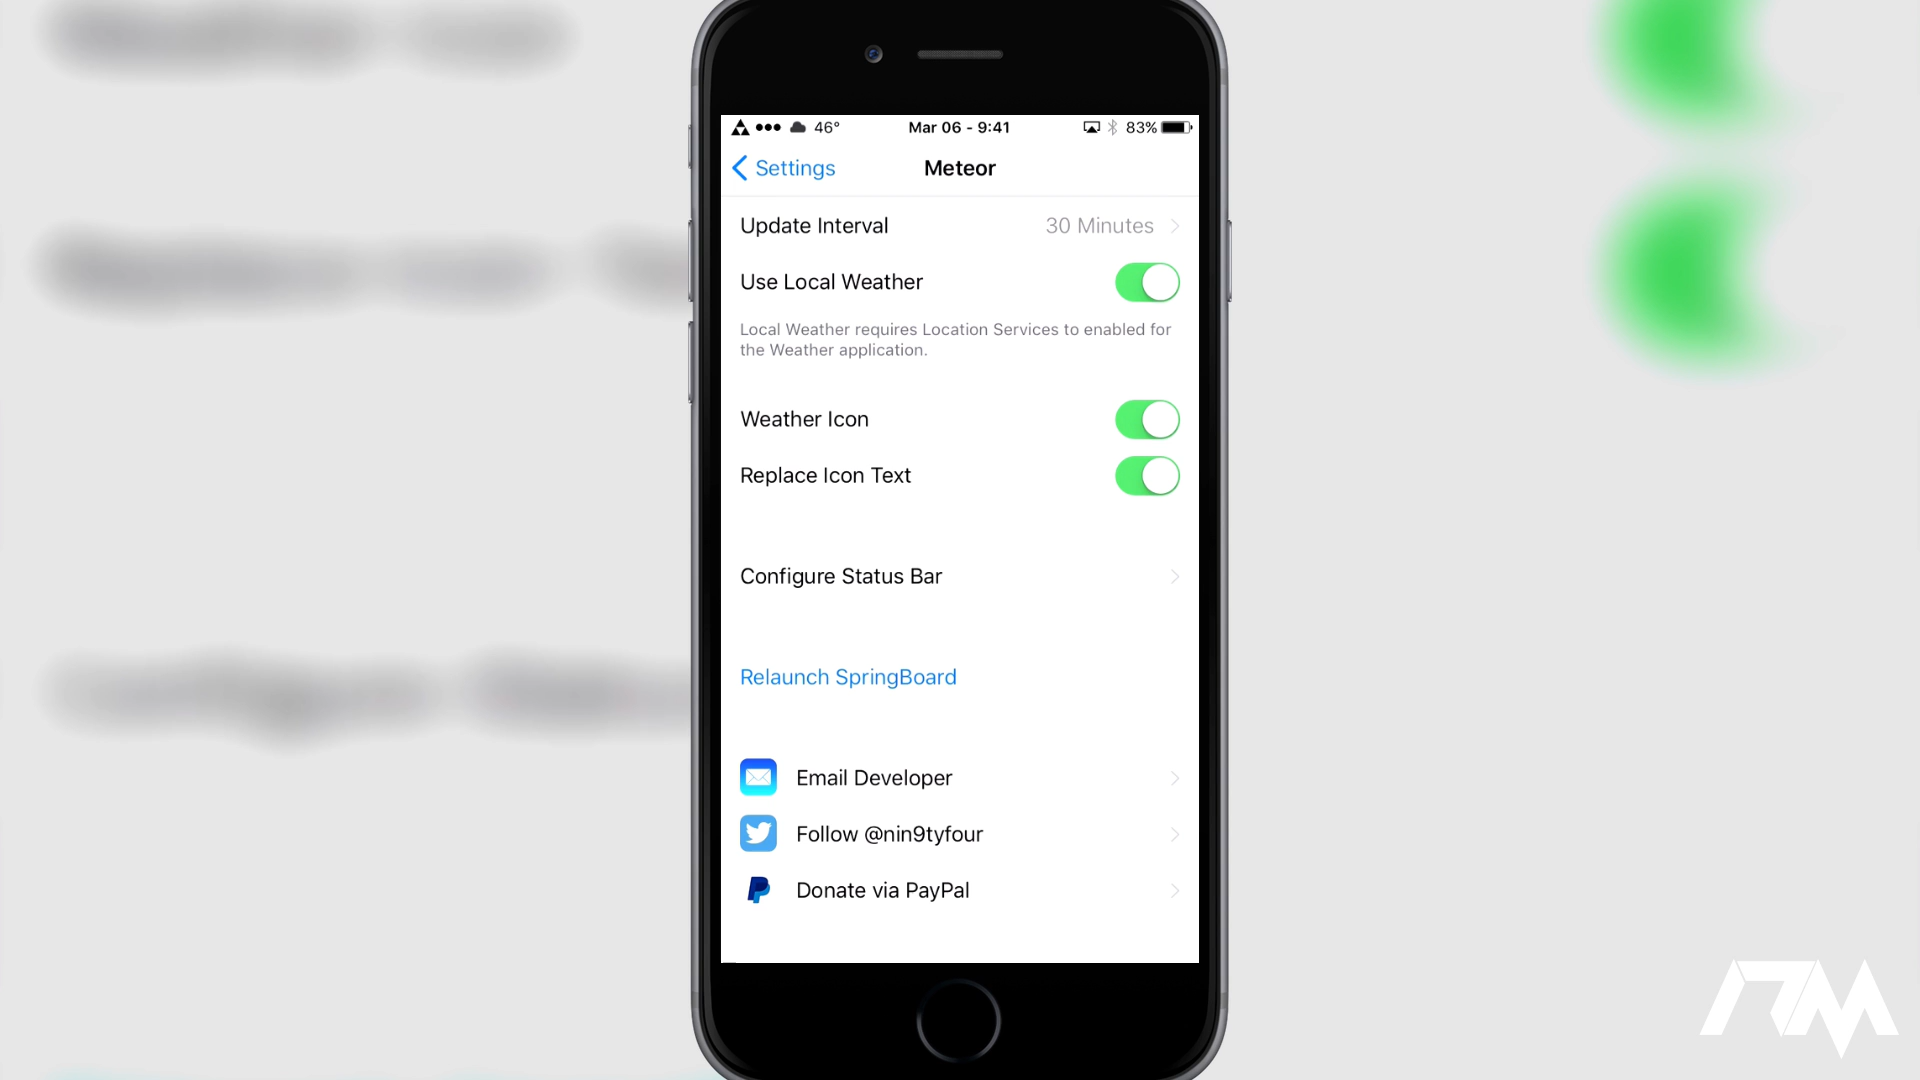 46° Mar 06 - 9:41 83%
Settings Meteor
Update Interval 30 Minutes
Use Local Weather
Local Weather requires Location Services to enabled for
the Weather application.
Weather Icon
Replace Icon Text
Configure Status Bar
Relaunch SpringBoard
Email Developer
Follow @nin9tyfour
Donate via PayPal